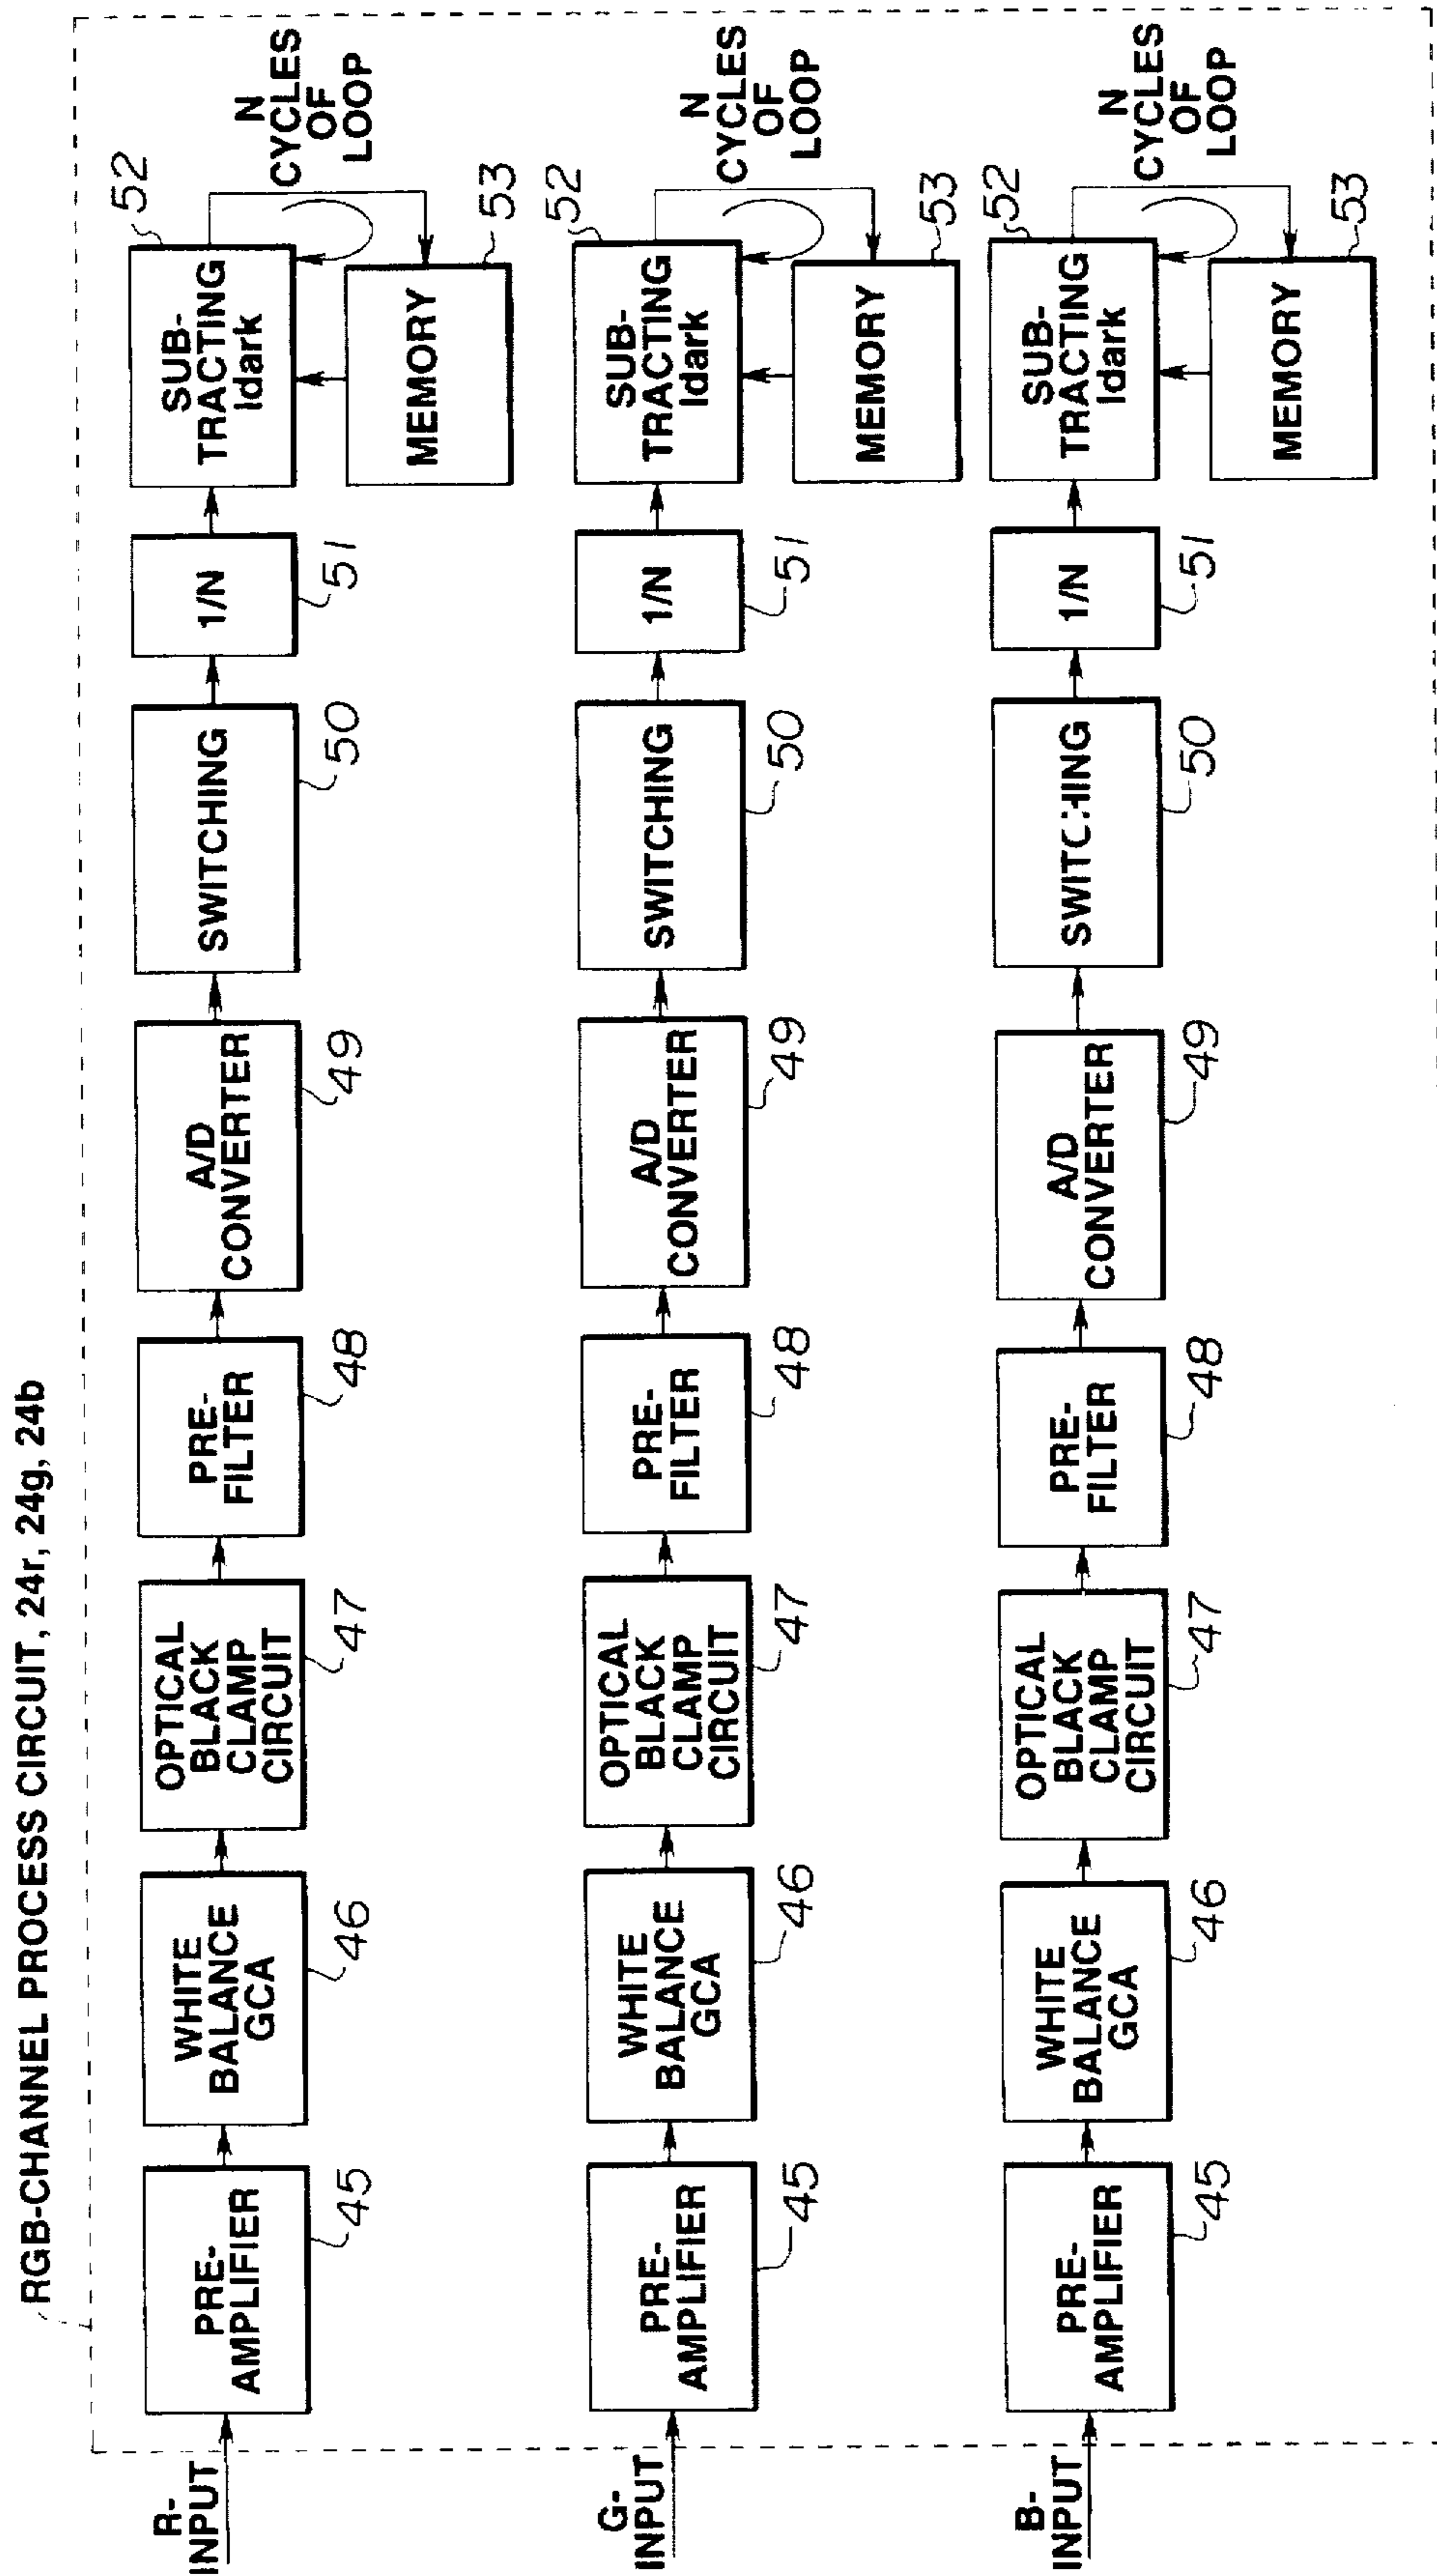 RGB-CHANNEL PROCESS CIRCUIT, 24r, 24g, 24b
R-
INPUT
PRE-
AMPLIFIER
45
WHITE
BALANCE
GCA
46
OPTICAL
BLACK
CLAMP
CIRCUIT
47
PRE-
FILTER
48
A/D
CONVERTER
49
SWITCHING
50
1/N
51
SUB-
TRACTING
Idark
52
MEMORY
53
N
CYCLES
OF
LOOP
G-
INPUT
PRE-
AMPLIFIER
45
WHITE
BALANCE
GCA
46
OPTICAL
BLACK
CLAMP
CIRCUIT
47
PRE-
FILTER
48
A/D
CONVERTER
49
SWITCHING
50
1/N
51
SUB-
TRACTING
Idark
52
MEMORY
53
N
CYCLES
OF
LOOP
B-
INPUT
PRE-
AMPLIFIER
45
WHITE
BALANCE
GCA
46
OPTICAL
BLACK
CLAMP
CIRCUIT
47
PRE-
FILTER
48
A/D
CONVERTER
49
SWITCHING
50
1/N
51
SUB-
TRACTING
Idark
52
MEMORY
53
N
CYCLES
OF
LOOP